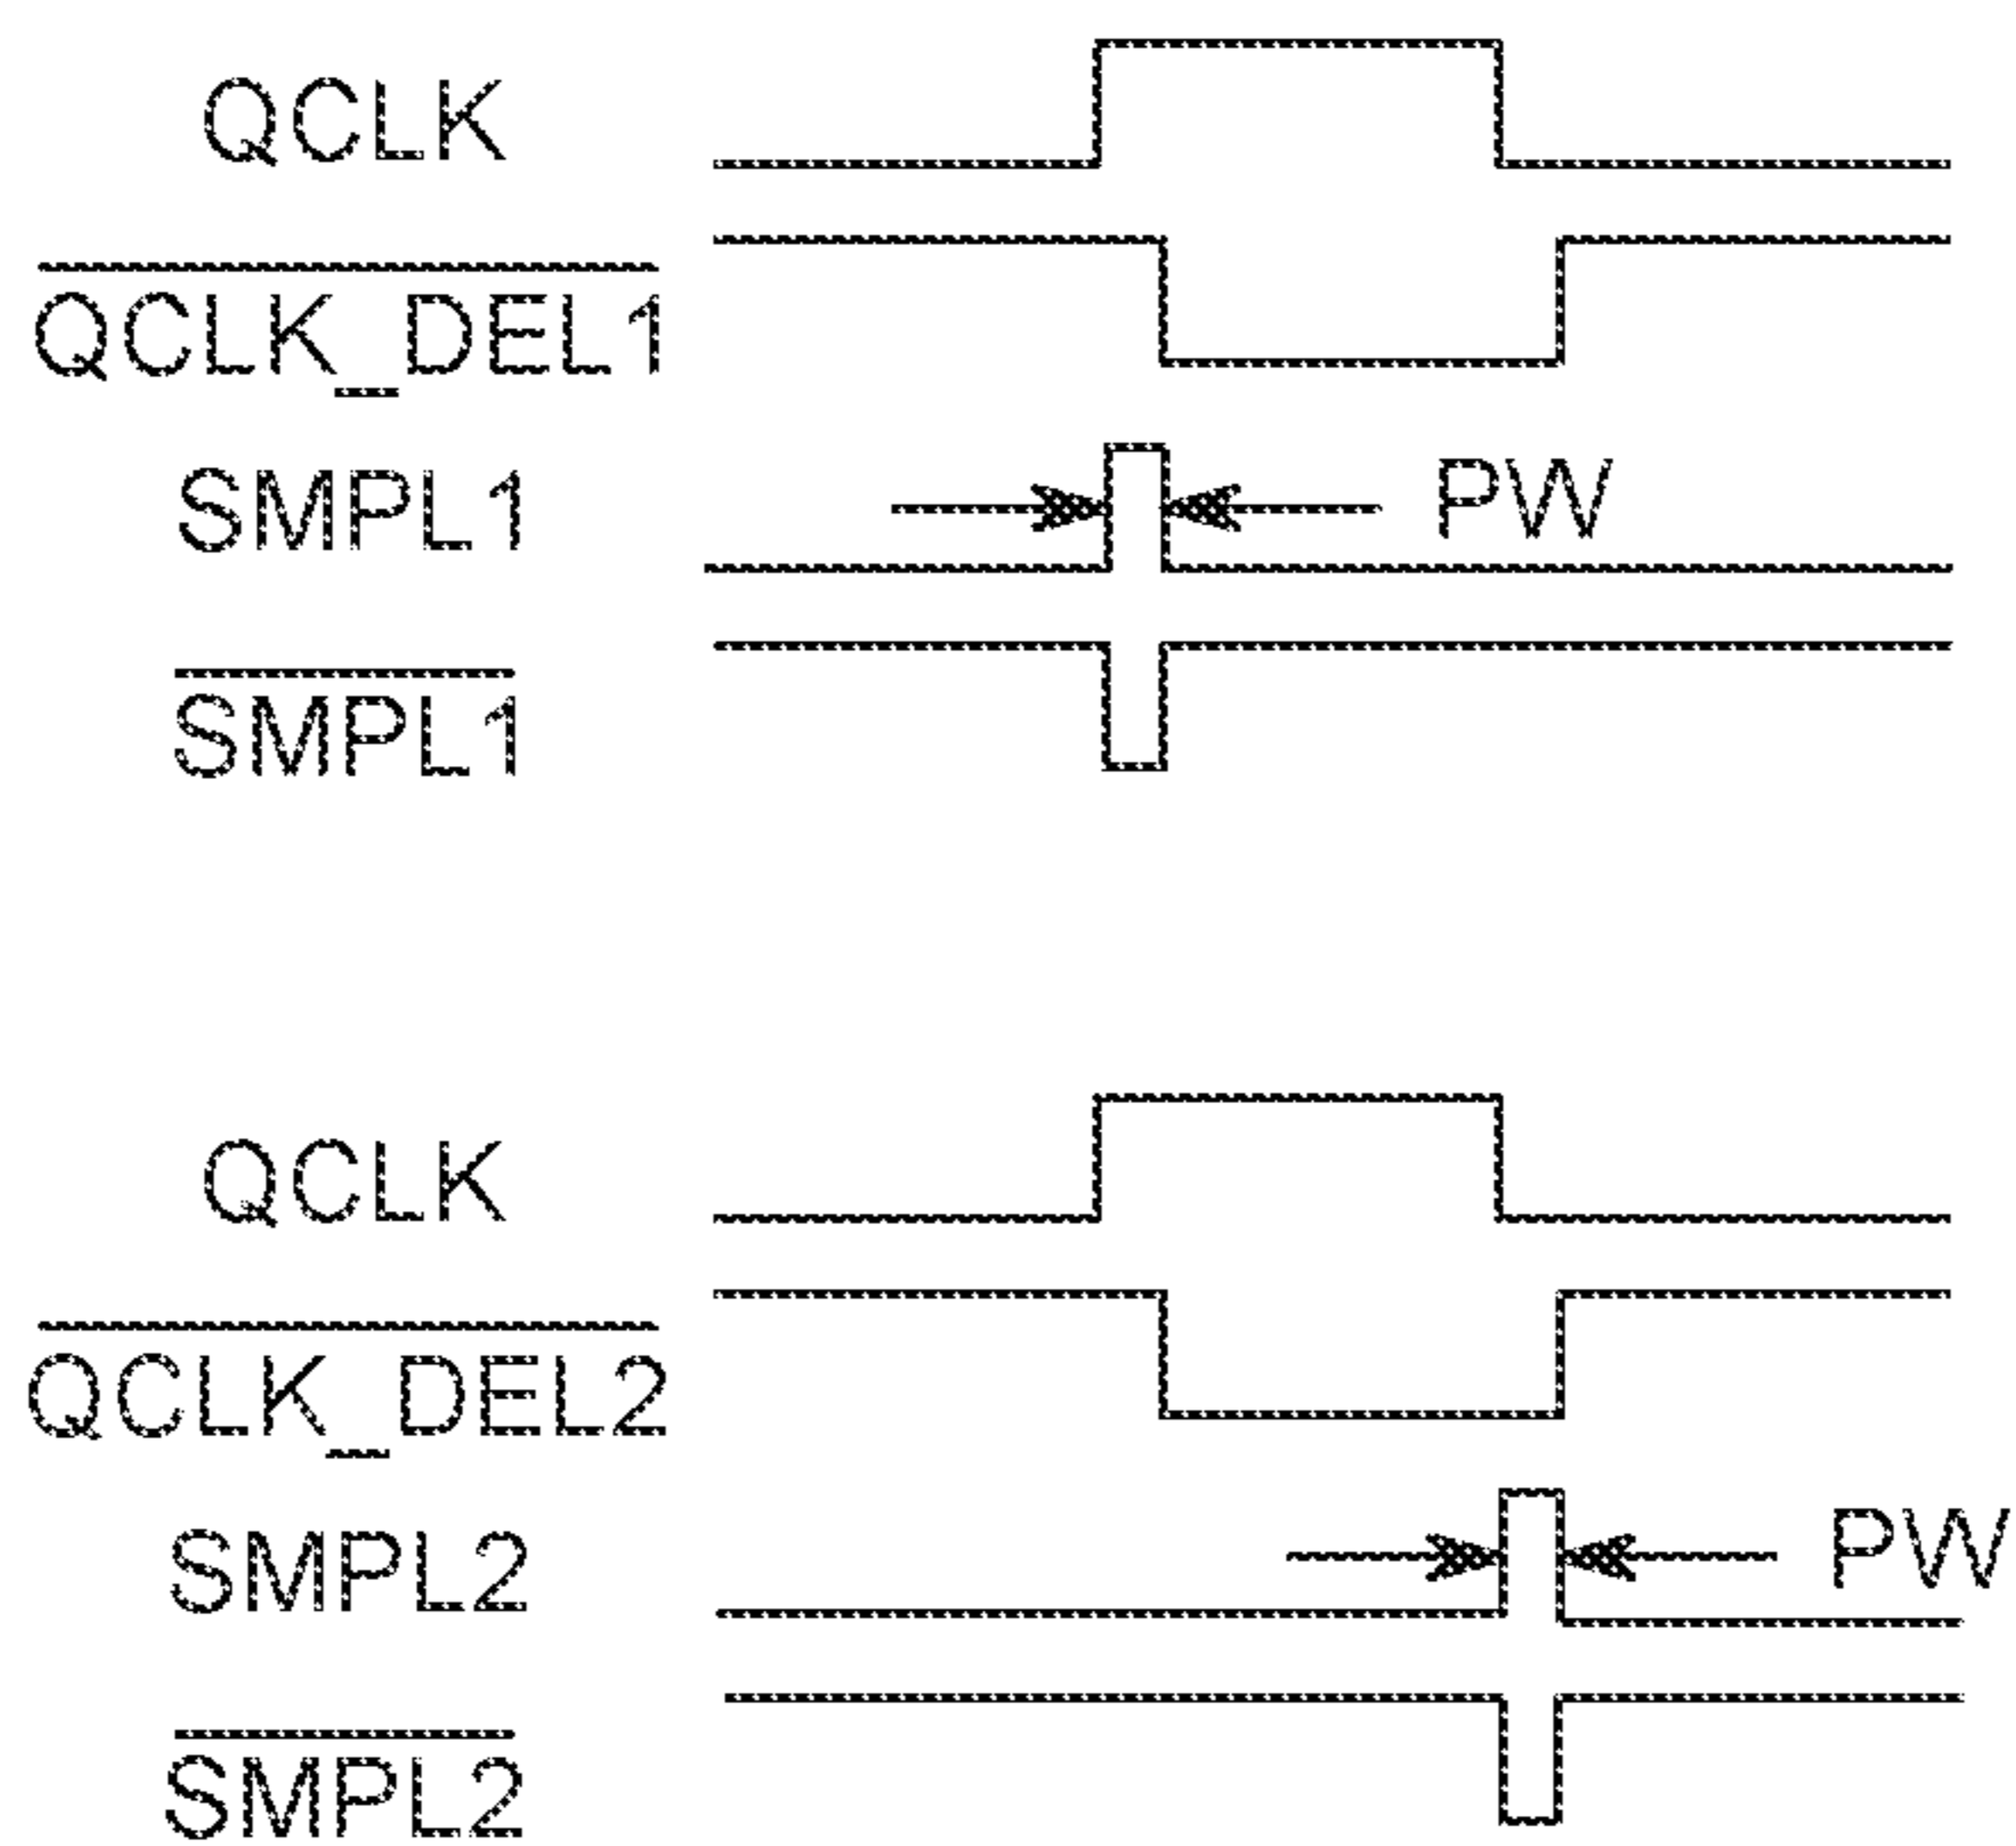 QCLK
QCLK_DEL1
SMPL1 PW
SMPL1
QCLK
QCLK_DEL2
SMPL2 PW
SMPL2